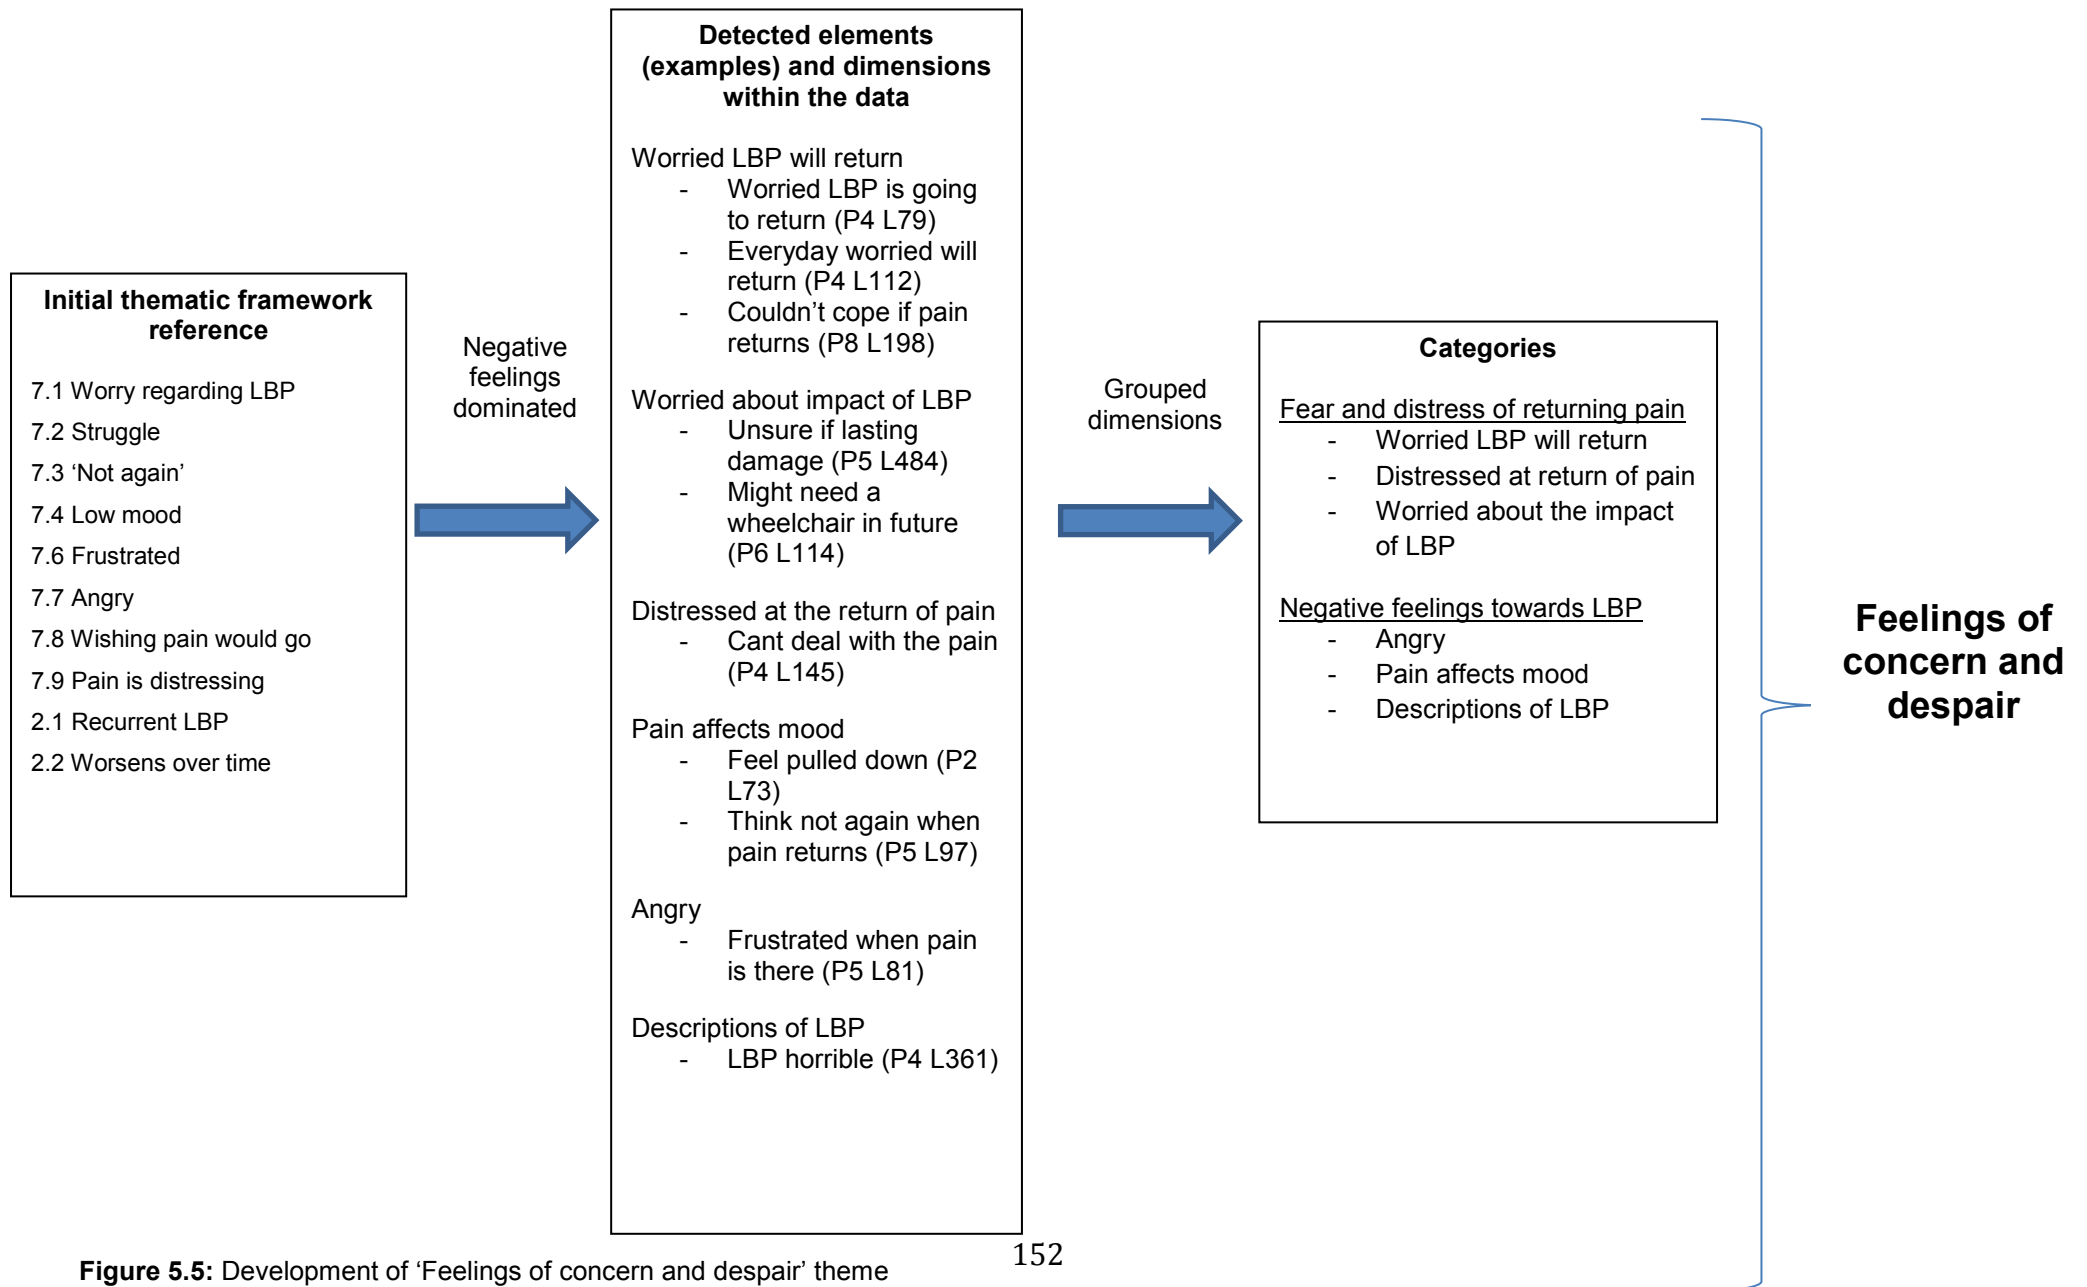 Initial thematic framework
reference
7.1 Worry regarding LBP
7.2 Struggle
7.3 ‘Not again’
7.4 Low mood
7.6 Frustrated
7.7 Angry
7.8 Wishing pain would go
7.9 Pain is distressing
2.1 Recurrent LBP
2.2 Worsens over time
Negative
feelings
dominated
Detected elements
(examples) and dimensions
within the data
Worried LBP will return
- Worried LBP is going
to return (P4 L79)
- Everyday worried will
return (P4 L112)
- Couldn’t cope if pain
returns (P8 L198)
Worried about impact of LBP
- Unsure if lasting
damage (P5 L484)
- Might need a
wheelchair in future
(P6 L114)
Distressed at the return of pain
- Cant deal with the pain
(P4 L145)
Pain affects mood
- Feel pulled down (P2
L73)
- Think not again when
pain returns (P5 L97)
Angry
- Frustrated when pain
is there (P5 L81)
Descriptions of LBP
- LBP horrible (P4 L361)
Grouped
dimensions
Categories
Fear and distress of returning pain
- Worried LBP will return
- Distressed at return of pain
- Worried about the impact
of LBP
Negative feelings towards LBP
- Angry
- Pain affects mood
- Descriptions of LBP
Feelings of
concern and
despair
152
Figure 5.5: Development of ‘Feelings of concern and despair’ theme